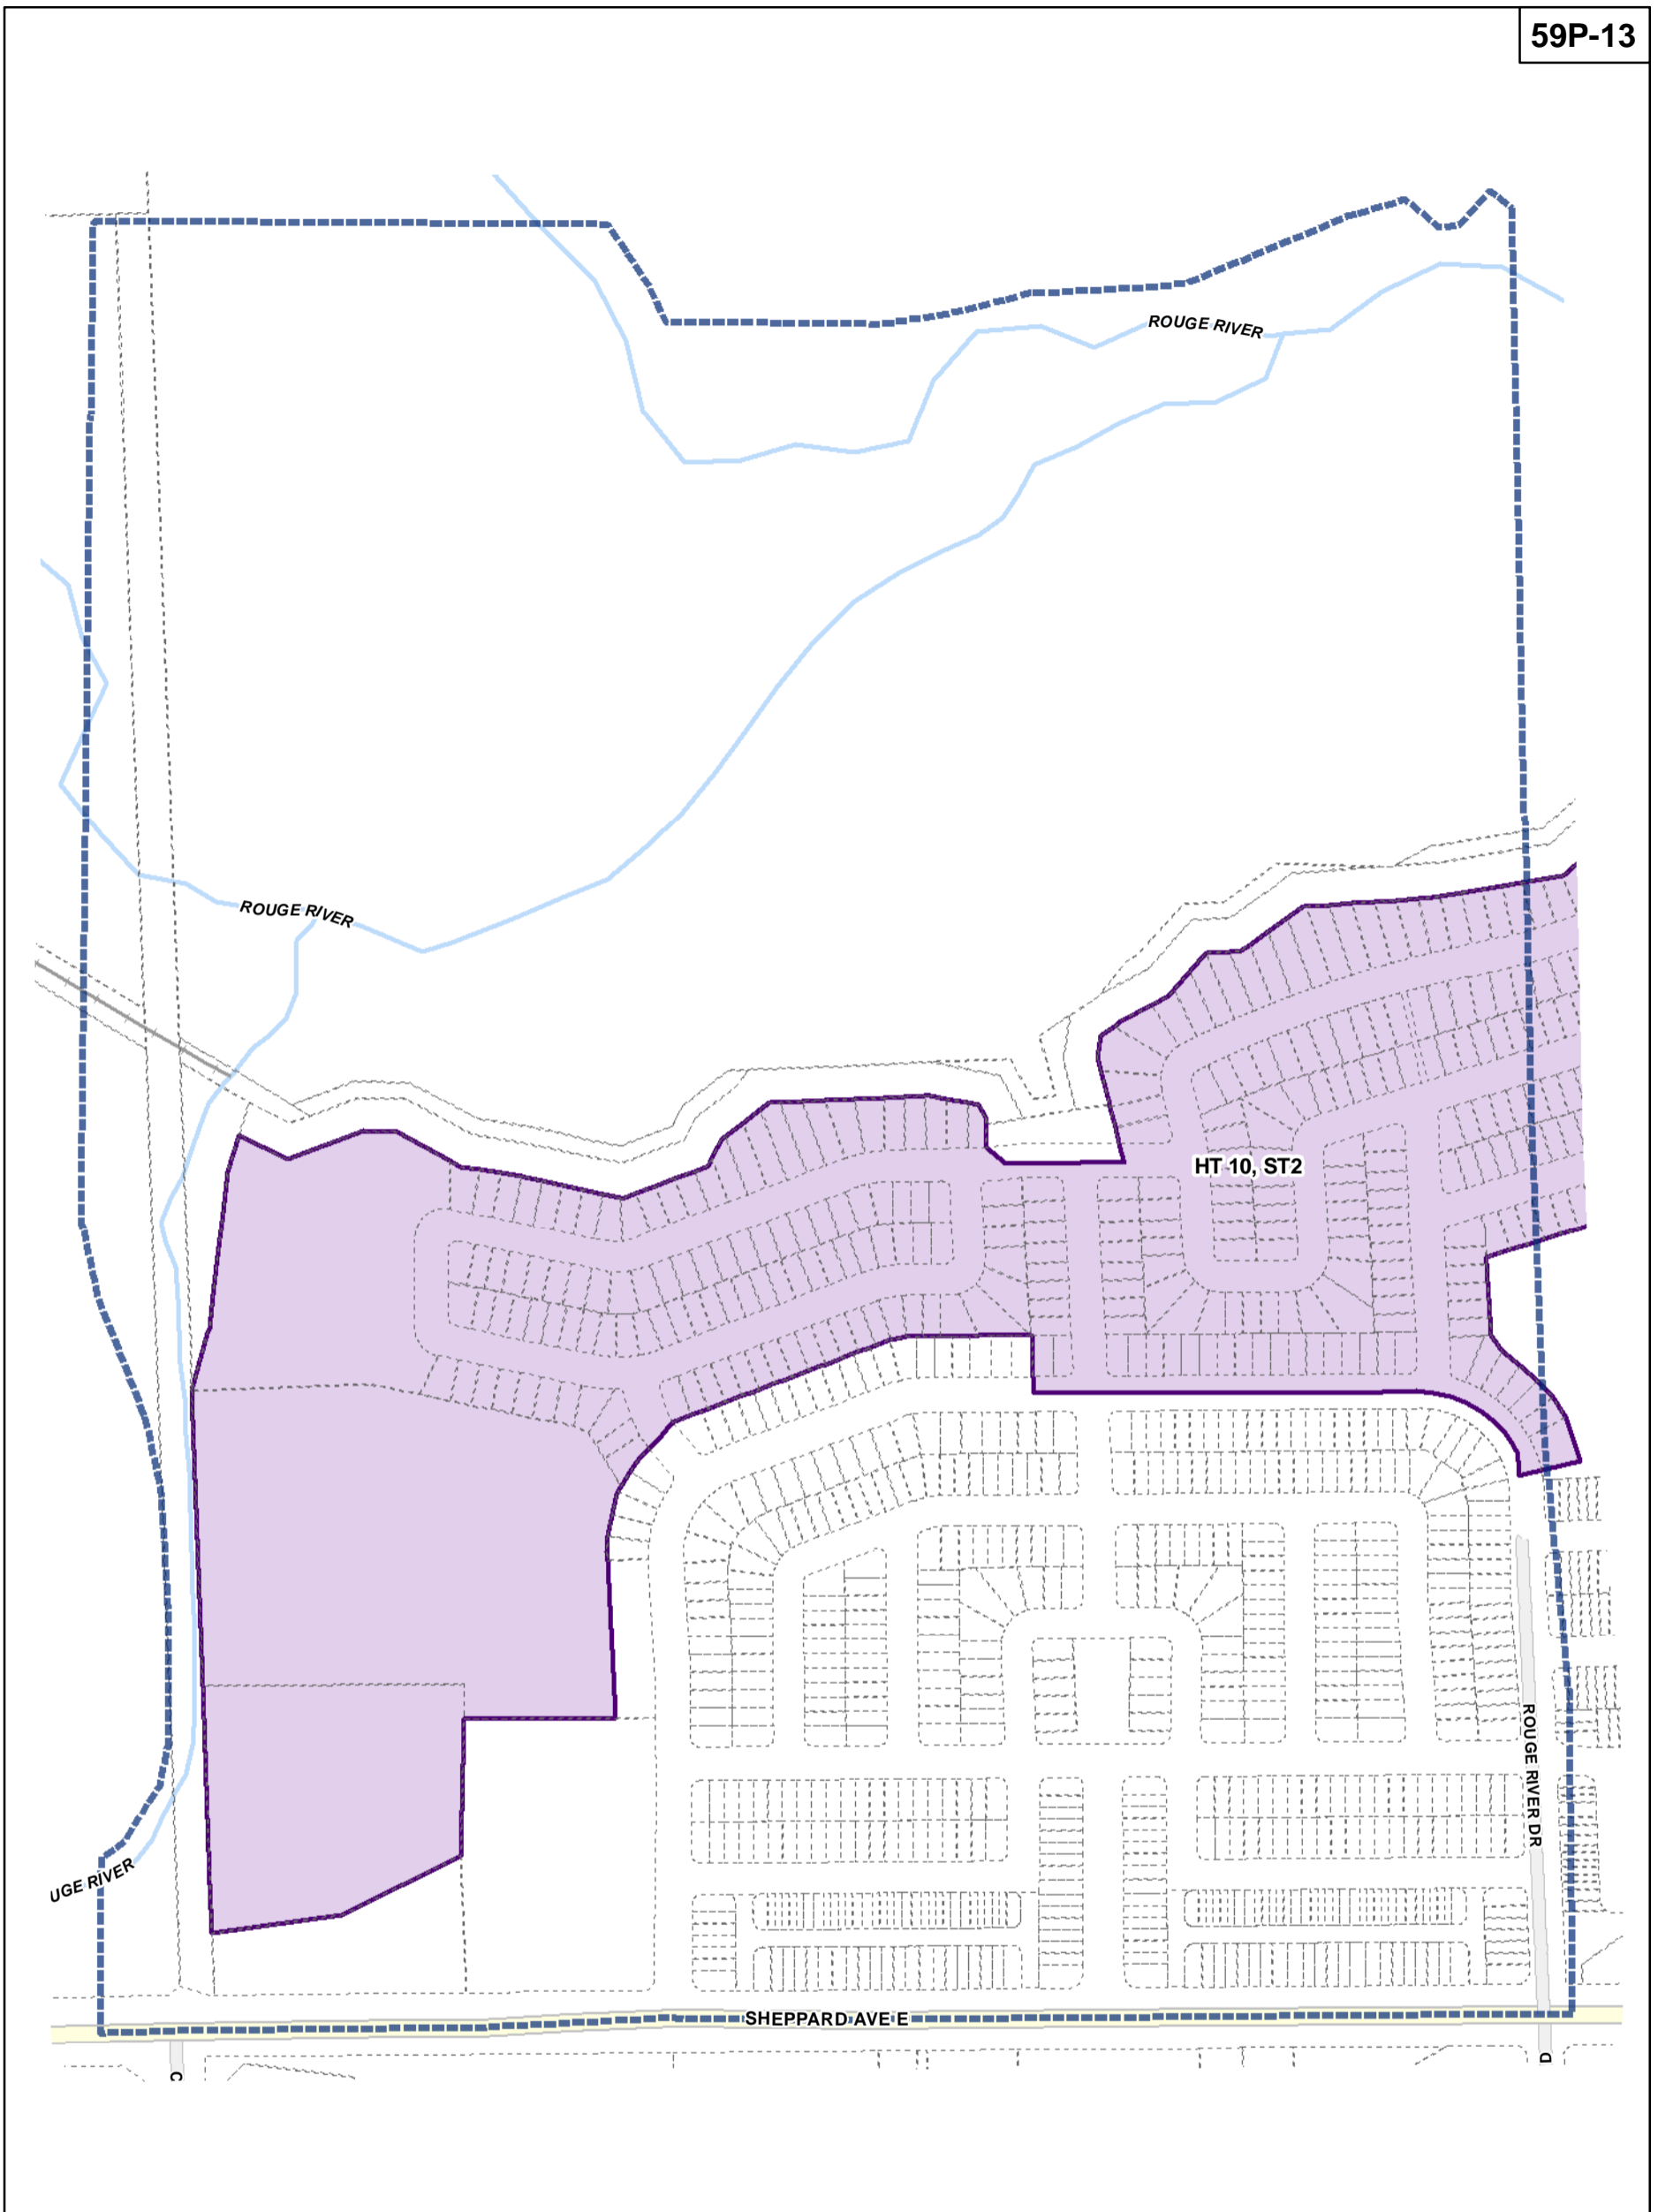 59P-13
ROUGE RIVER
ROUGE RIVER
HT 10, ST2
ROUGE RIVER DR
UGE RIVER
SHEPPARD AVE E
C
D